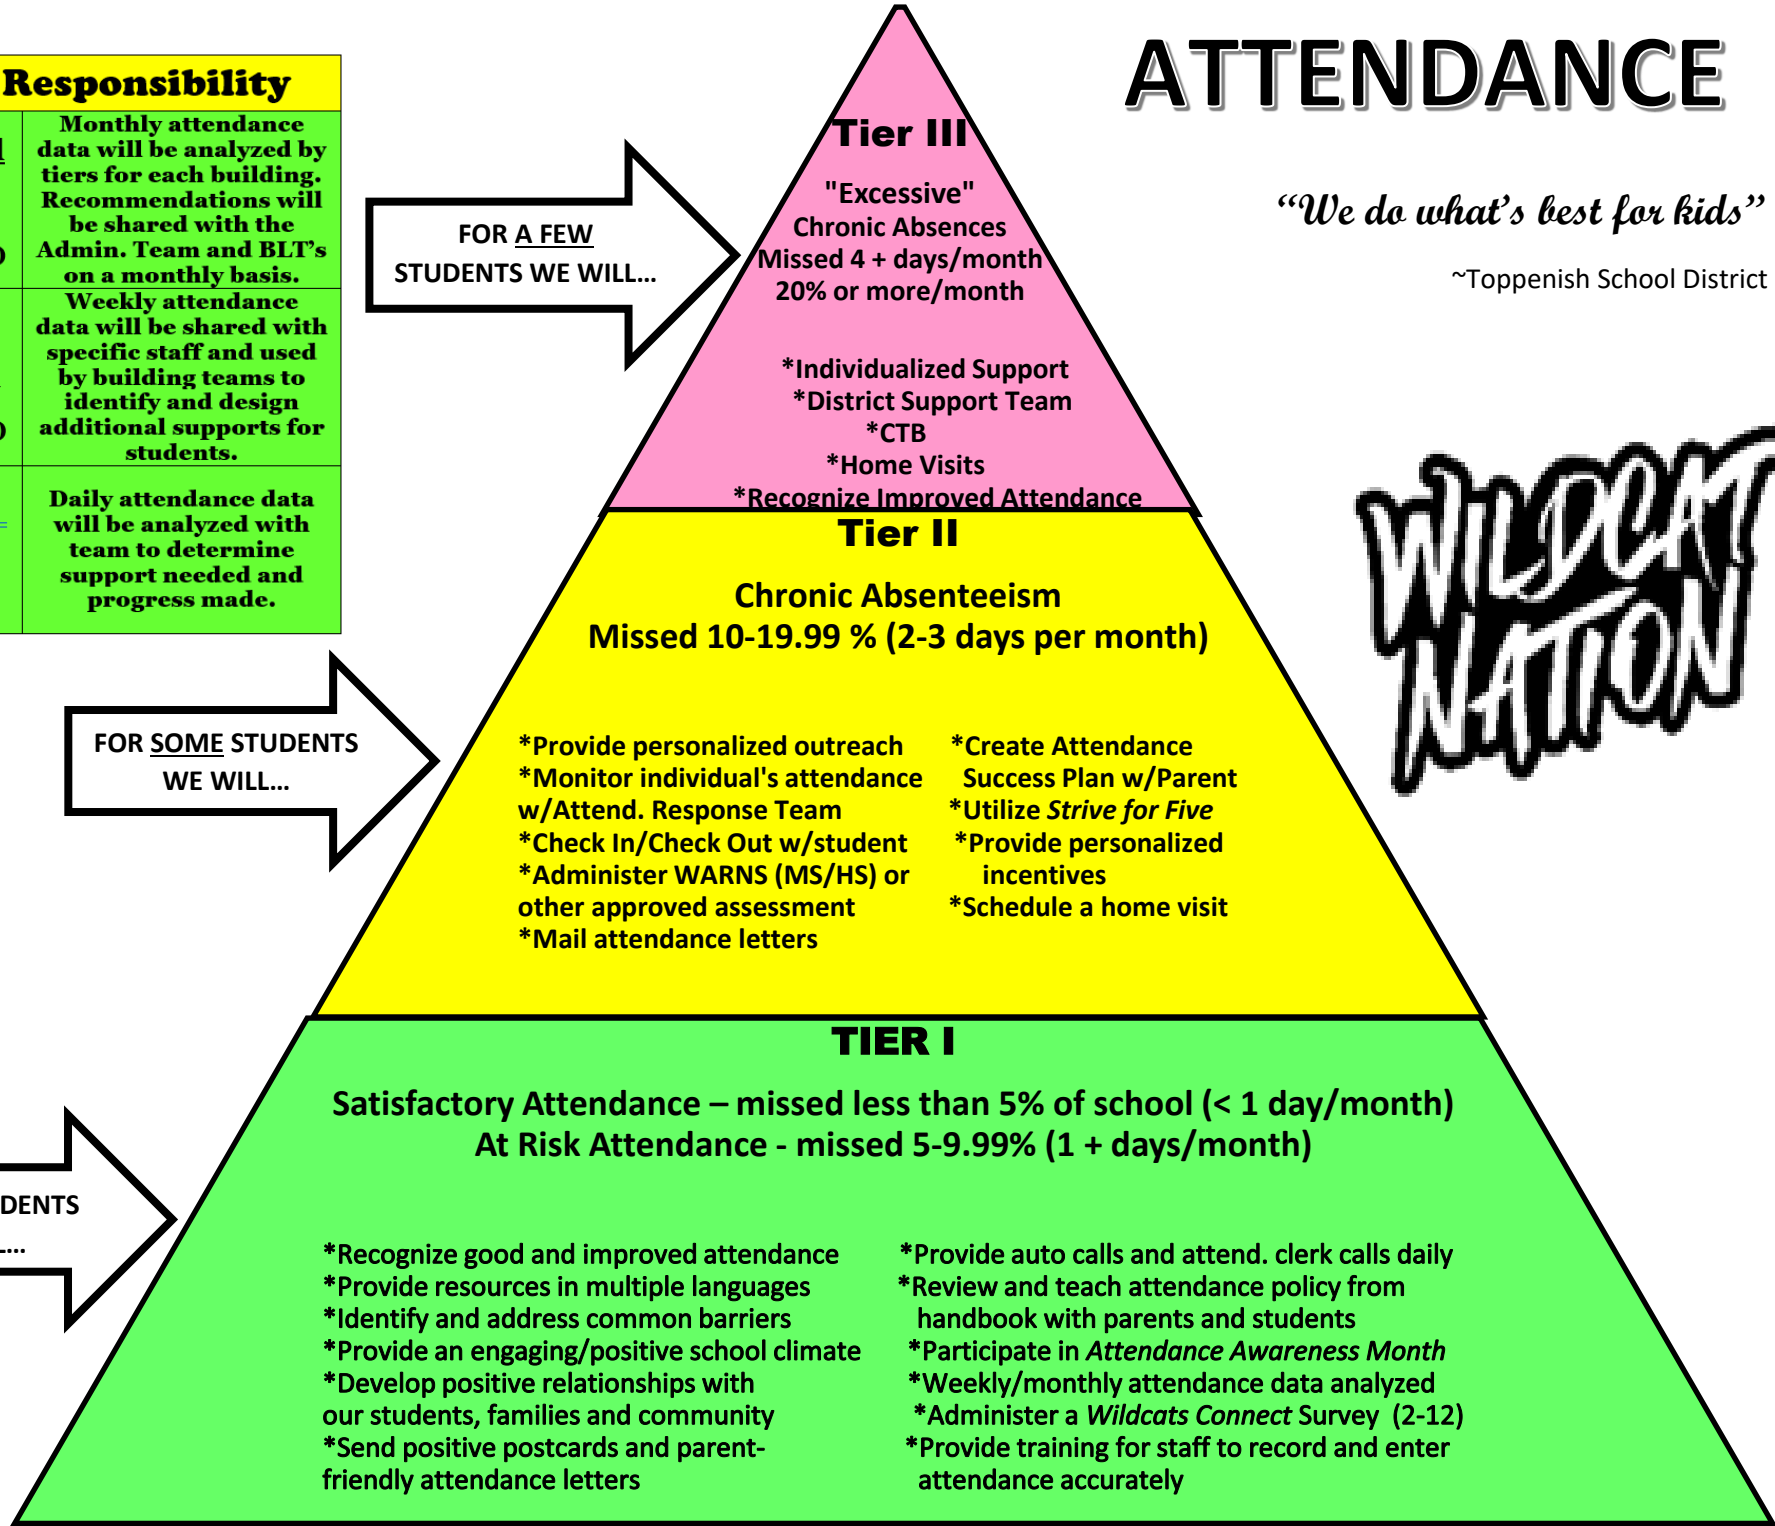 ATTENDANCE
“We do what’s best for kids”
~Toppenish School District
Responsibility
Monthly attendance
data will be analyzed by
tiers for each building.
Recommendations will
be shared with the
Admin. Team and BLT’s
on a monthly basis.
Weekly attendance
data will be shared with
specific staff and used
by building teams to
identify and design
additional supports for
students.
Daily attendance data
will be analyzed with
team to determine
support needed and
progress made.
FOR A FEW
STUDENTS WE WILL…
Tier III
"Excessive"
Chronic Absences
Missed 4 + days/month
20% or more/month
*Individualized Support
*District Support Team
*CTB
*Home Visits
*Recognize Improved Attendance
WILDCAT
NATION
FOR SOME STUDENTS
WE WILL…
Tier II
Chronic Absenteeism
Missed 10-19.99 % (2-3 days per month)
*Provide personalized outreach
*Monitor individual's attendance
w/Attend. Response Team
*Check In/Check Out w/student
*Administer WARNS (MS/HS) or
other approved assessment
*Mail attendance letters
*Create Attendance
Success Plan w/Parent
*Utilize Strive for Five
*Provide personalized
incentives
*Schedule a home visit
TIER I
Satisfactory Attendance – missed less than 5% of school (< 1 day/month)
At Risk Attendance - missed 5-9.99% (1 + days/month)
*Recognize good and improved attendance
*Provide resources in multiple languages
*Identify and address common barriers
*Provide an engaging/positive school climate
*Develop positive relationships with
our students, families and community
*Send positive postcards and parent-
friendly attendance letters
*Provide auto calls and attend. clerk calls daily
*Review and teach attendance policy from
handbook with parents and students
*Participate in Attendance Awareness Month
*Weekly/monthly attendance data analyzed
*Administer a Wildcats Connect Survey (2-12)
*Provide training for staff to record and enter
attendance accurately